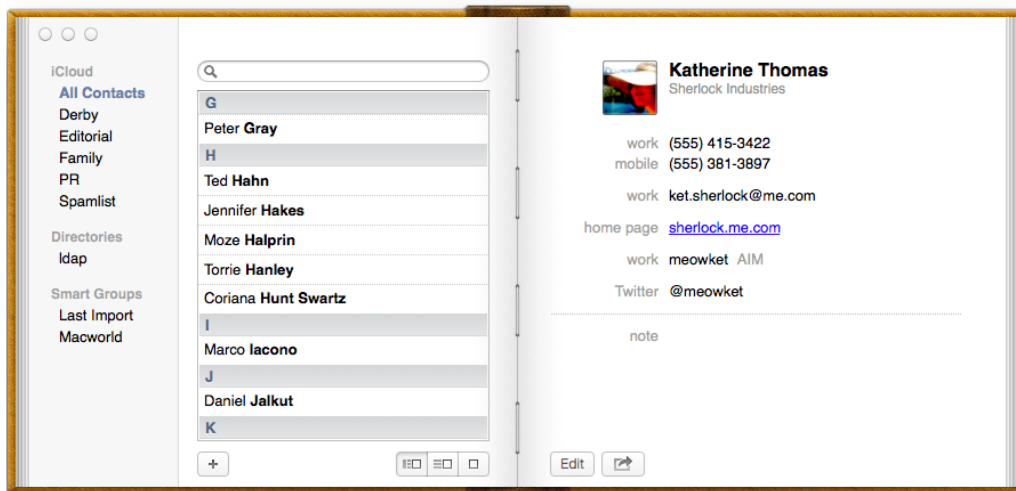 iCloud
All Contacts
Derby
Editorial
Family
PR
Spamlist
Directories
ldap
Smart Groups
Last Import
Macworld
G
Peter Gray
H
Ted Hahn
Jennifer Hakes
Moze Halprin
Torrie Hanley
Coriana Hunt Swartz
I
Marco Iacono
J
Daniel Jalkut
K
Katherine Thomas
Sherlock Industries
work (555) 415-3422
mobile (555) 381-3897
work ket.sherlock@me.com
home page sherlock.me.com
work meowket AIM
Twitter @meowket
note
Edit